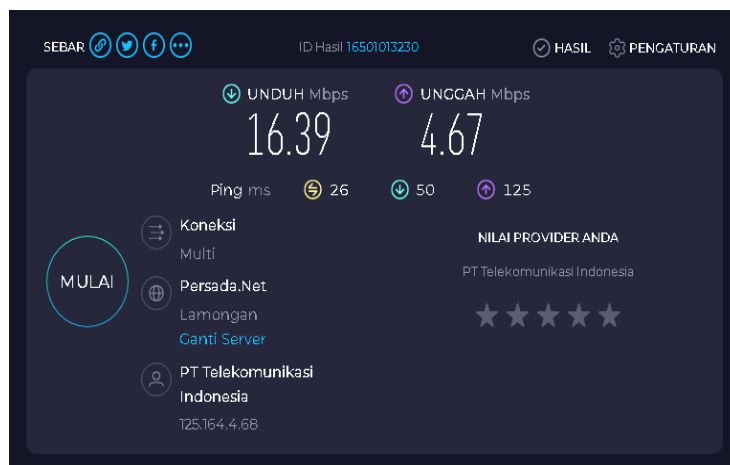 SEBAR
ID Hasil 16501013230
HASIL
PENGATURAN
UNDUH Mbps
UNGGAH Mbps
16.39
4.67
Ping ms 26 50 125
Koneksi
Multi
MULAI
Persada.Net
Lamongan
Ganti Server
PT Telekomunikasi
Indonesia
125.164.4.68
NILAI PROVIDER ANDA
PT Telekomunikasi Indonesia